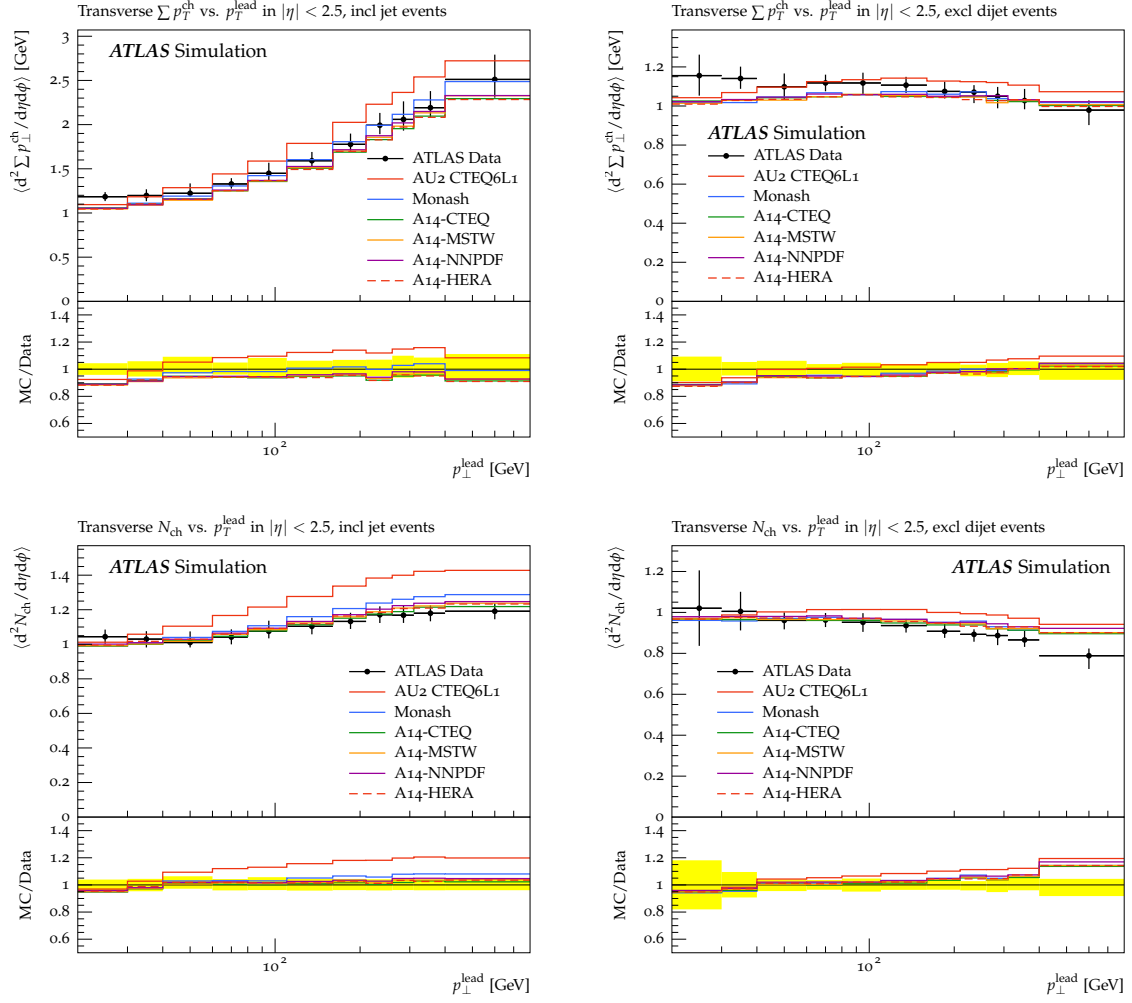 Transverse ∑ p_T^ch vs. p_T^lead in |η| < 2.5, incl jet events
ATLAS Simulation
⟨d² ∑ p_⊥^ch/dηdϕ⟩ [GeV]
3
2.5
2
1.5
1
0.5
0
ATLAS Data
AU2 CTEQ6L1
Monash
A14-CTEQ
A14-MSTW
A14-NNPDF
A14-HERA
MC/Data
1.4
1.2
1
0.8
0.6
10²
p_⊥^lead [GeV]
Transverse ∑ p_T^ch vs. p_T^lead in |η| < 2.5, excl dijet events
⟨d² ∑ p_⊥^ch/dηdϕ⟩ [GeV]
1.2
1
0.8
0.6
0.4
0.2
0
ATLAS Simulation
ATLAS Data
AU2 CTEQ6L1
Monash
A14-CTEQ
A14-MSTW
A14-NNPDF
A14-HERA
MC/Data
1.4
1.2
1
0.8
0.6
10²
p_⊥^lead [GeV]
Transverse N_ch vs. p_T^lead in |η| < 2.5, incl jet events
ATLAS Simulation
⟨d²N_ch/dηdϕ⟩
1.4
1.2
1
0.8
0.6
0.4
0.2
0
ATLAS Data
AU2 CTEQ6L1
Monash
A14-CTEQ
A14-MSTW
A14-NNPDF
A14-HERA
MC/Data
1.4
1.2
1
0.8
0.6
10²
p_⊥^lead [GeV]
Transverse N_ch vs. p_T^lead in |η| < 2.5, excl dijet events
ATLAS Simulation
⟨d²N_ch/dηdϕ⟩
1.2
1
0.8
0.6
0.4
0.2
0
ATLAS Data
AU2 CTEQ6L1
Monash
A14-CTEQ
A14-MSTW
A14-NNPDF
A14-HERA
MC/Data
1.4
1.2
1
0.8
0.6
10²
p_⊥^lead [GeV]